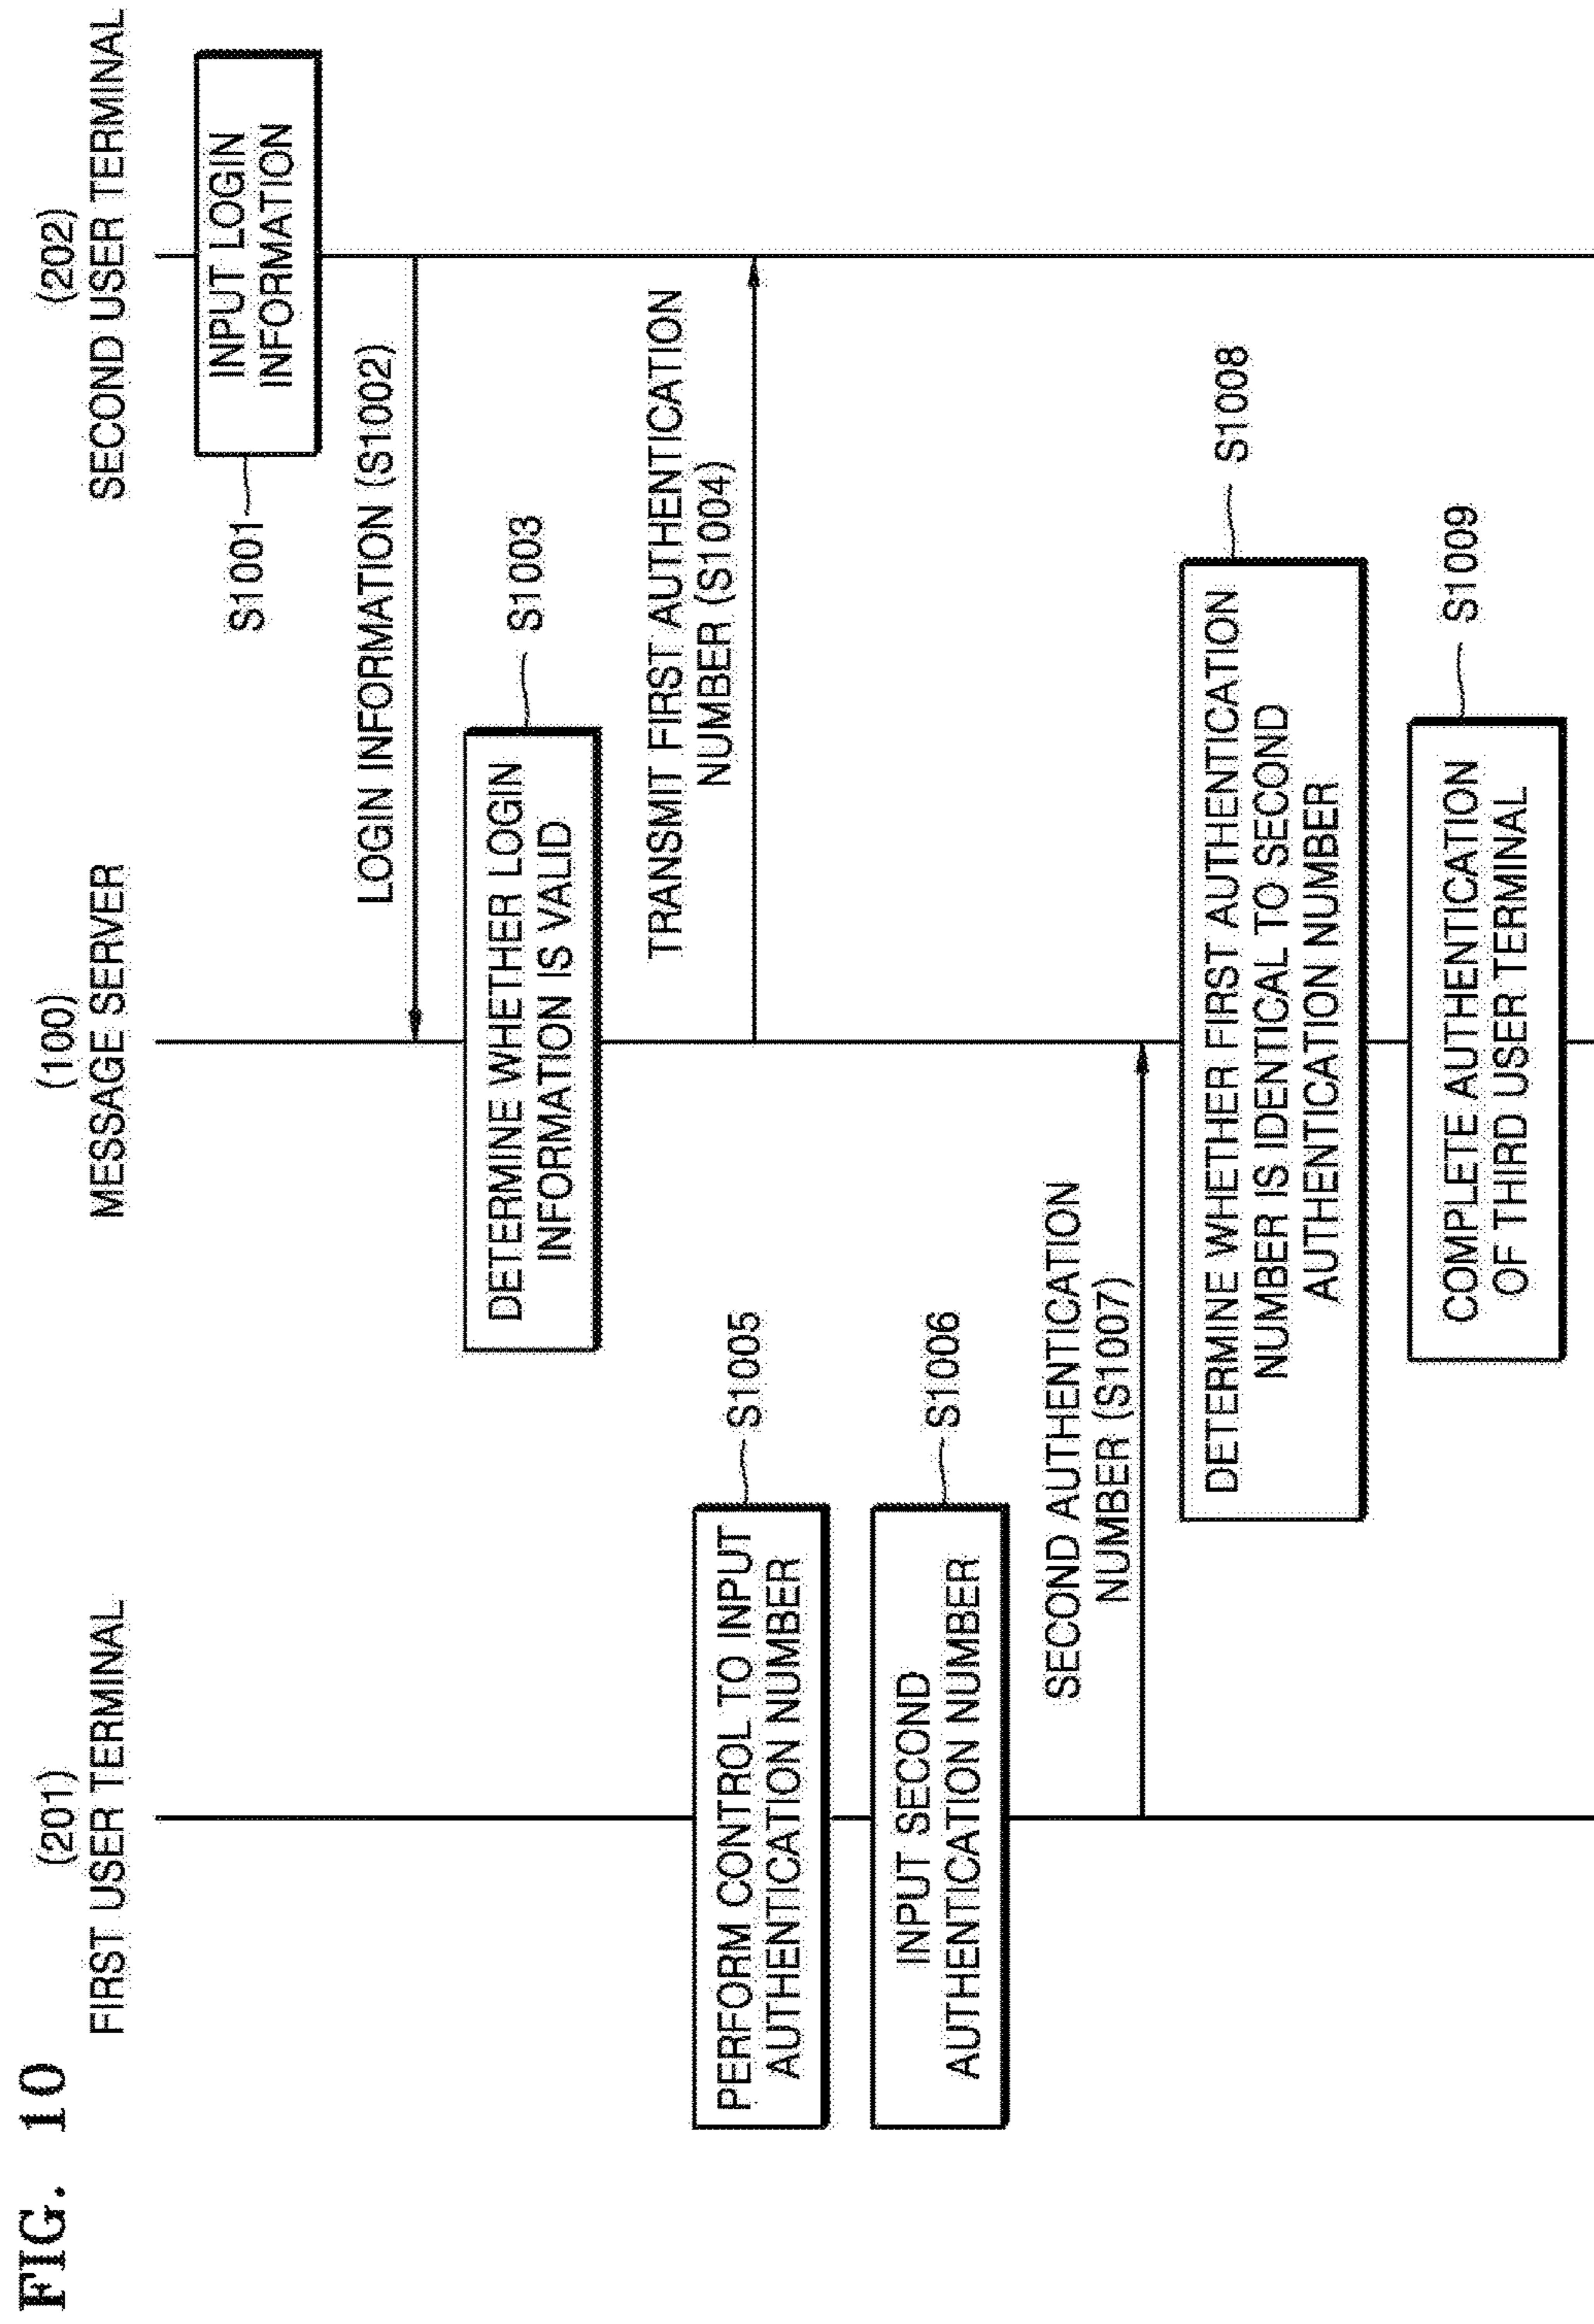 FIG. 10
(201)
FIRST USER TERMINAL
(100)
MESSAGE SERVER
(202)
SECOND USER TERMINAL
INPUT LOGIN
INFORMATION
S1001
LOGIN INFORMATION (S1002)
DETERMINE WHETHER LOGIN
INFORMATION IS VALID
S1003
TRANSMIT FIRST AUTHENTICATION
NUMBER (S1004)
PERFORM CONTROL TO INPUT
AUTHENTICATION NUMBER
S1005
INPUT SECOND
AUTHENTICATION NUMBER
S1006
SECOND AUTHENTICATION
NUMBER (S1007)
DETERMINE WHETHER FIRST AUTHENTICATION
NUMBER IS IDENTICAL TO SECOND
AUTHENTICATION NUMBER
S1008
COMPLETE AUTHENTICATION
OF THIRD USER TERMINAL
S1009